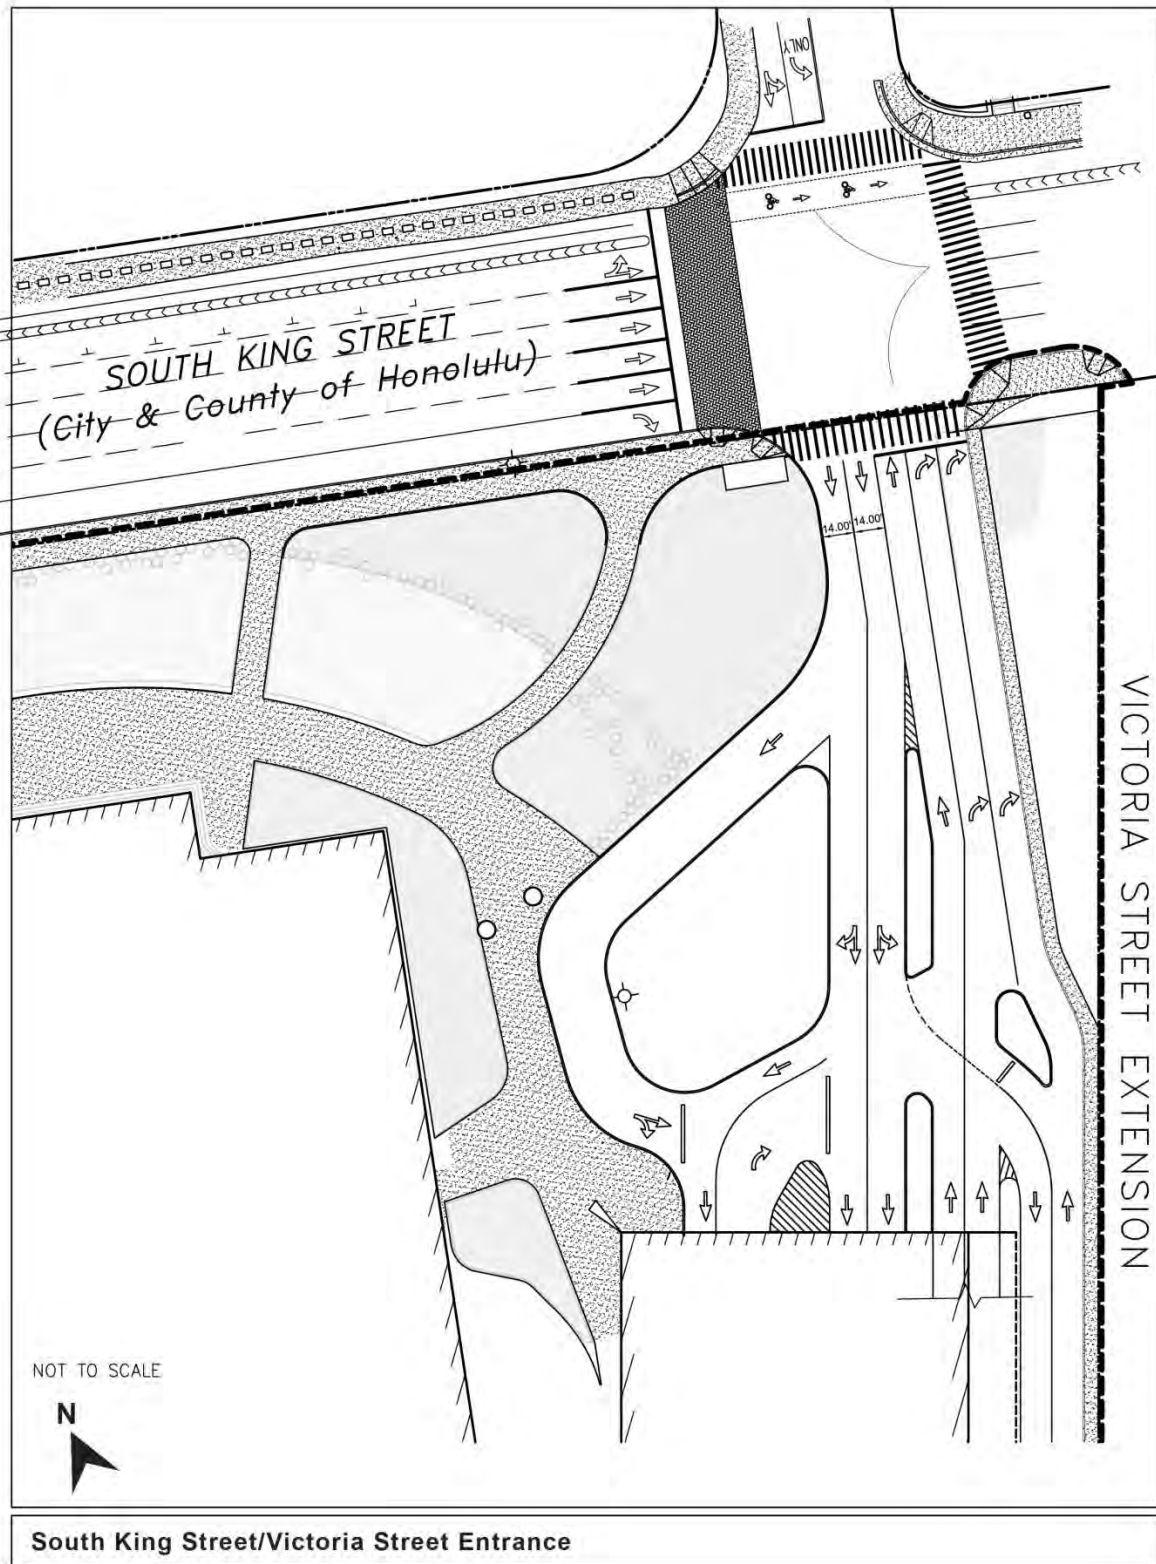 ONLY
SOUTH KING STREET
(City & County of Honolulu)
14.00' 14.00'
VICTORIA STREET EXTENSION
NOT TO SCALE
N
South King Street/Victoria Street Entrance